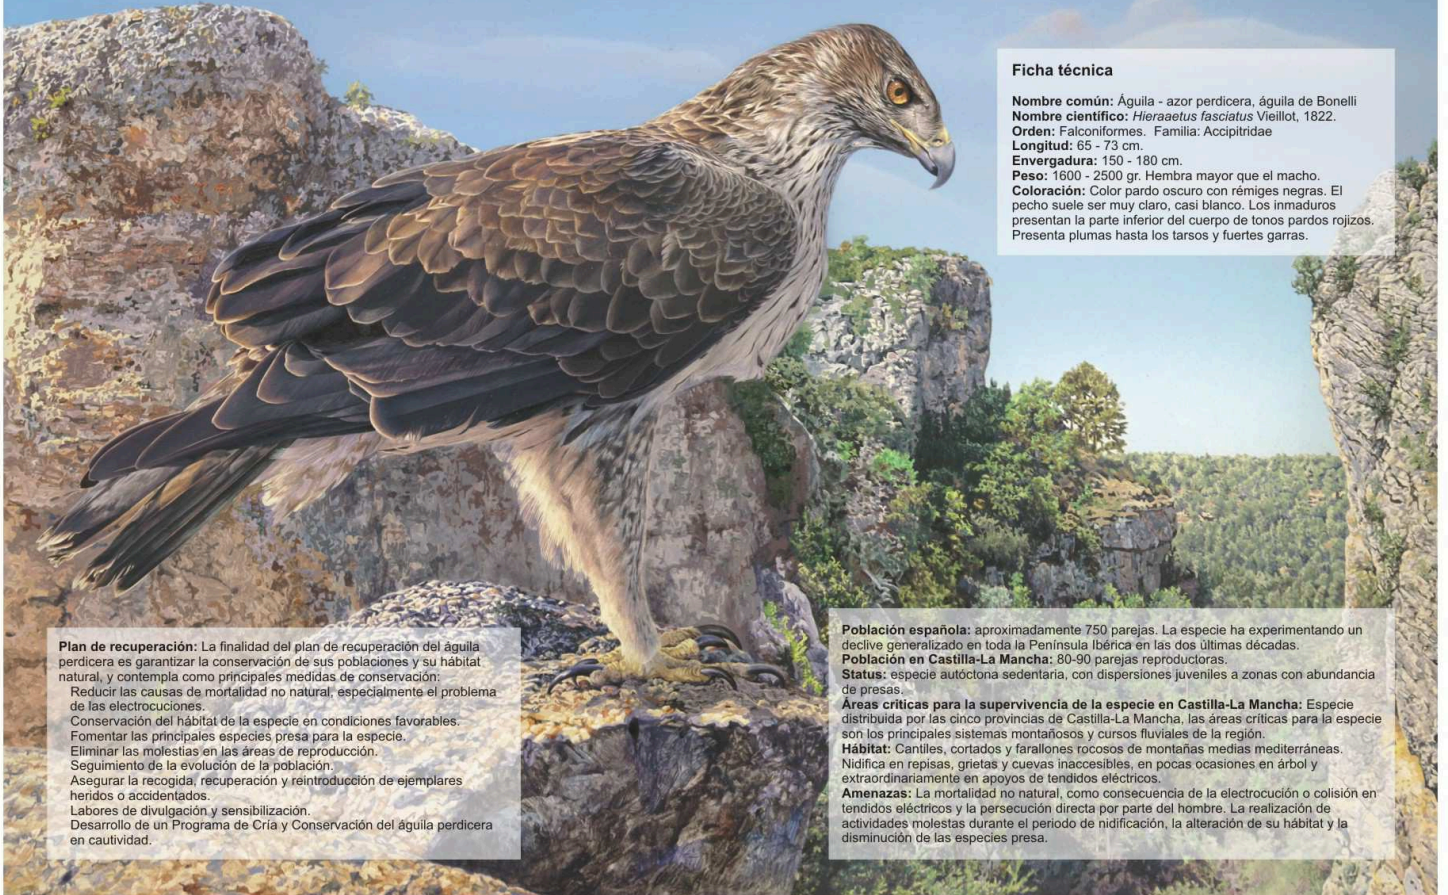 Ficha técnica
Nombre común: Águila - azor perdicera, águila de Bonelli
Nombre científico: Hieraaetus fasciatus Vieillot, 1822.
Orden: Falconiformes. Familia: Accipitridae
Longitud: 65 - 73 cm.
Envergadura: 150 - 180 cm.
Peso: 1600 - 2500 gr. Hembra mayor que el macho.
Coloración: Color pardo oscuro con rémiges negras. El
pecho suele ser muy claro, casi blanco. Los inmaduros
presentan la parte inferior del cuerpo de tonos pardos rojizos.
Presenta plumas hasta los tarsos y fuertes garras.
Plan de recuperación: La finalidad del plan de recuperación del águila
perdicera es garantizar la conservación de sus poblaciones y su hábitat
natural, y contempla como principales medidas de conservación:
Reducir las causas de mortalidad no natural, especialmente el problema
de las electrocuciones.
Conservación del hábitat de la especie en condiciones favorables.
Fomentar las principales especies presa para la especie.
Eliminar las molestias en las áreas de reproducción.
Seguimiento de la evolución de la población.
Asegurar la recogida, recuperación y reintroducción de ejemplares
heridos o accidentados.
Labores de divulgación y sensibilización.
Desarrollo de un Programa de Cría y Conservación del águila perdicera
en cautividad.
Población española: aproximadamente 750 parejas. La especie ha experimentando un
declive generalizado en toda la Península Ibérica en las dos últimas décadas.
Población en Castilla-La Mancha: 80-90 parejas reproductoras.
Status: especie autóctona sedentaria, con dispersiones juveniles a zonas con abundancia
de presas.
Áreas críticas para la supervivencia de la especie en Castilla-La Mancha: Especie
distribuida por las cinco provincias de Castilla-La Mancha, las áreas críticas para la especie
son los principales sistemas montañosos y cursos fluviales de la región.
Hábitat: Cantiles, cortados y farallones rocosos de montañas medias mediterráneas.
Nidifica en repisas, grietas y cuevas inaccesibles, en pocas ocasiones en árbol y
extraordinariamente en apoyos de tendidos eléctricos.
Amenazas: La mortalidad no natural, como consecuencia de la electrocución o colisión en
tendidos eléctricos y la persecución directa por parte del hombre. La realización de
actividades molestas durante el periodo de nidificación, la alteración de su hábitat y la
disminución de las especies presa.